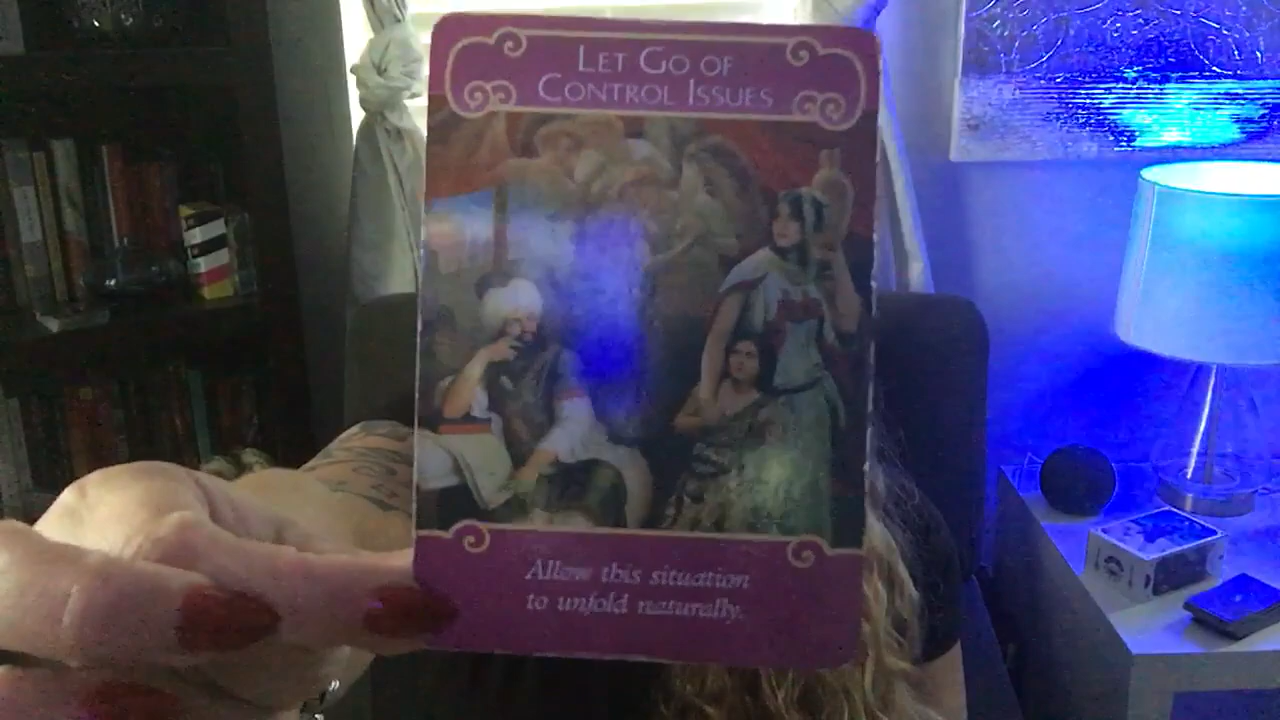 LET GO OF
CONTROL ISSUES
Allow this situation
to unfold naturally.